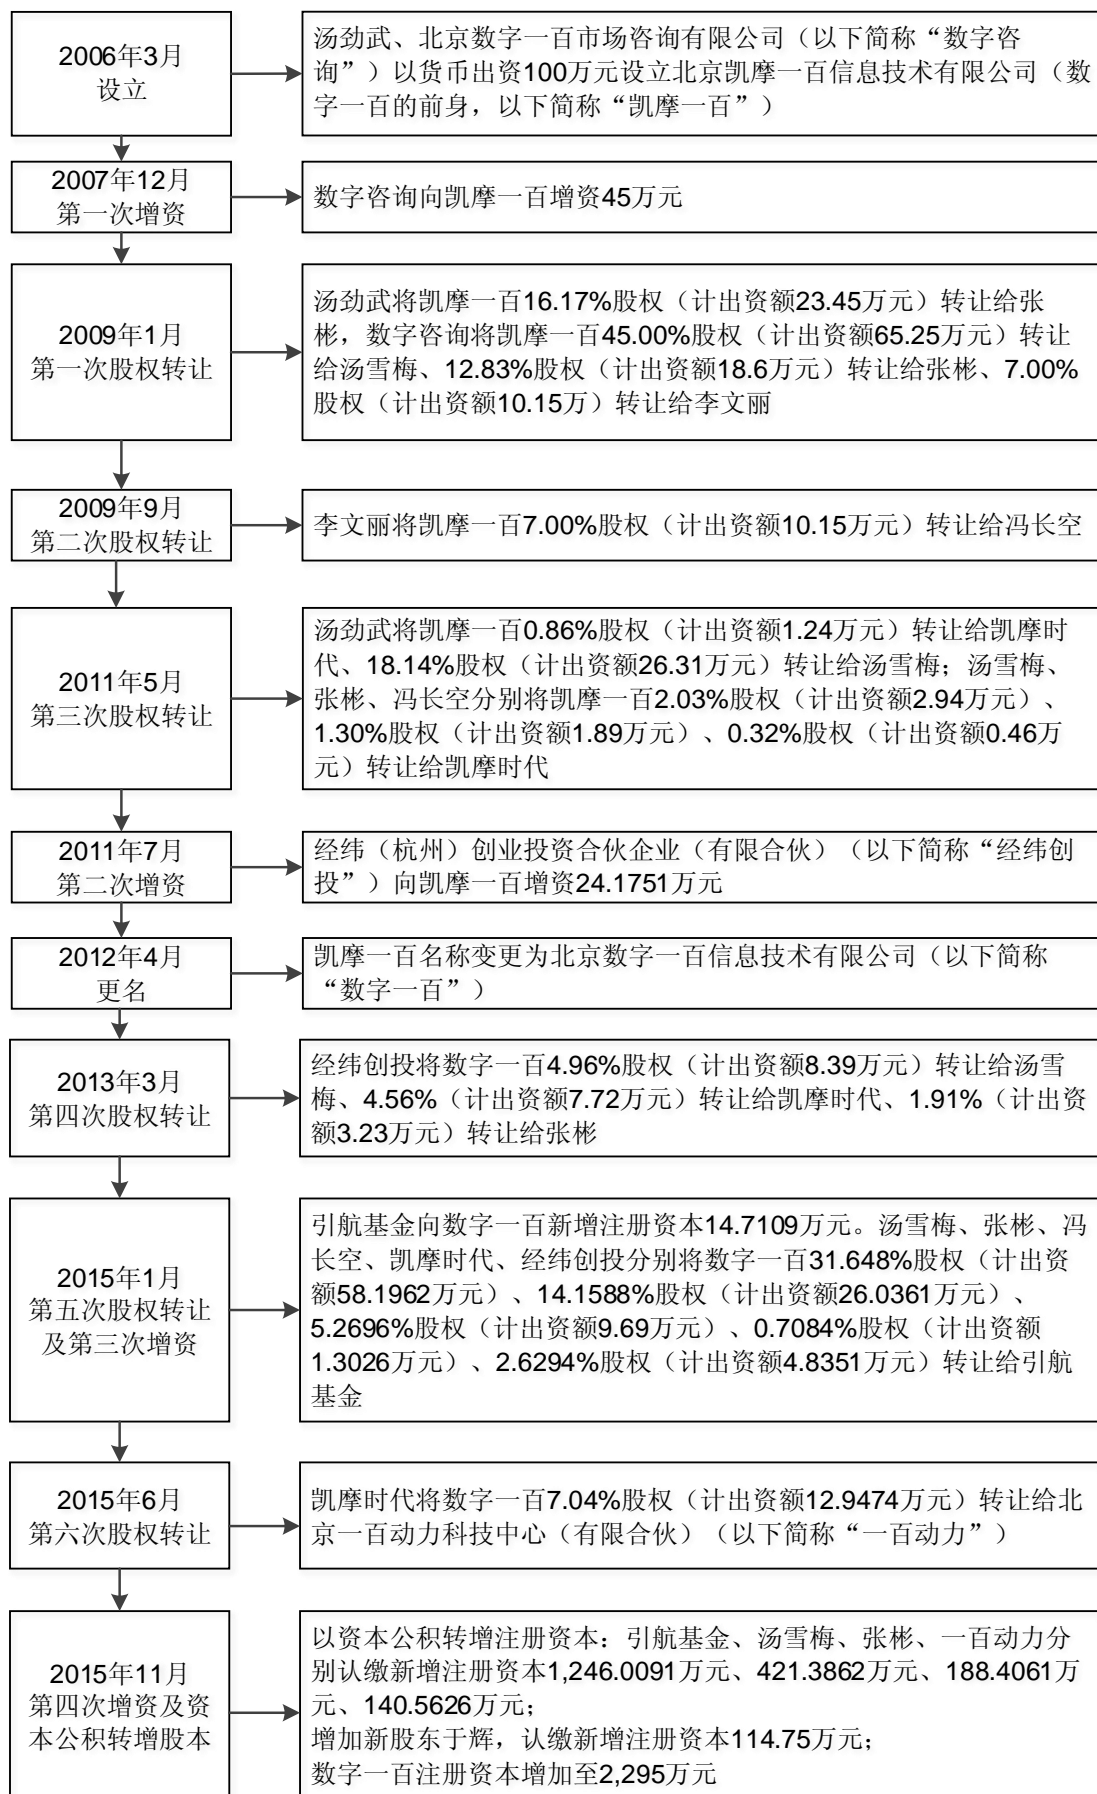 2006年3月
设立
汤劲武、北京数字一百市场咨询有限公司（以下简称“数字咨
询”）以货币出资100万元设立北京凯摩一百信息技术有限公司（数
字一百的前身，以下简称“凯摩一百”）
2007年12月
第一次增资
数字咨询向凯摩一百增资45万元
2009年1月
第一次股权转让
汤劲武将凯摩一百16.17%股权（计出资额23.45万元）转让给张
彬，数字咨询将凯摩一百45.00%股权（计出资额65.25万元）转让
给汤雪梅、12.83%股权（计出资额18.6万元）转让给张彬、7.00%
股权（计出资额10.15万）转让给李文丽
2009年9月
第二次股权转让
李文丽将凯摩一百7.00%股权（计出资额10.15万元）转让给冯长空
2011年5月
第三次股权转让
汤劲武将凯摩一百0.86%股权（计出资额1.24万元）转让给凯摩时
代、18.14%股权（计出资额26.31万元）转让给汤雪梅；汤雪梅、
张彬、冯长空分别将凯摩一百2.03%股权（计出资额2.94万元）、
1.30%股权（计出资额1.89万元）、0.32%股权（计出资额0.46万
元）转让给凯摩时代
2011年7月
第二次增资
经纬（杭州）创业投资合伙企业（有限合伙）（以下简称“经纬创
投”）向凯摩一百增资24.1751万元
2012年4月
更名
凯摩一百名称变更为北京数字一百信息技术有限公司（以下简称
“数字一百”）
2013年3月
第四次股权转让
经纬创投将数字一百4.96%股权（计出资额8.39万元）转让给汤雪
梅、4.56%（计出资额7.72万元）转让给凯摩时代、1.91%（计出资
额3.23万元）转让给张彬
2015年1月
第五次股权转让
及第三次增资
引航基金向数字一百新增注册资本14.7109万元。汤雪梅、张彬、冯
长空、凯摩时代、经纬创投分别将数字一百31.648%股权（计出资
额58.1962万元）、14.1588%股权（计出资额26.0361万元）、
5.2696%股权（计出资额9.69万元）、0.7084%股权（计出资额
1.3026万元）、2.6294%股权（计出资额4.8351万元）转让给引航
基金
2015年6月
第六次股权转让
凯摩时代将数字一百7.04%股权（计出资额12.9474万元）转让给北
京一百动力科技中心（有限合伙）（以下简称“一百动力”）
2015年11月
第四次增资及资
本公积转增股本
以资本公积转增注册资本：引航基金、汤雪梅、张彬、一百动力分
别认缴新增注册资本1,246.0091万元、421.3862万元、188.4061万
元、140.5626万元；
增加新股东于辉，认缴新增注册资本114.75万元；
数字一百注册资本增加至2,295万元